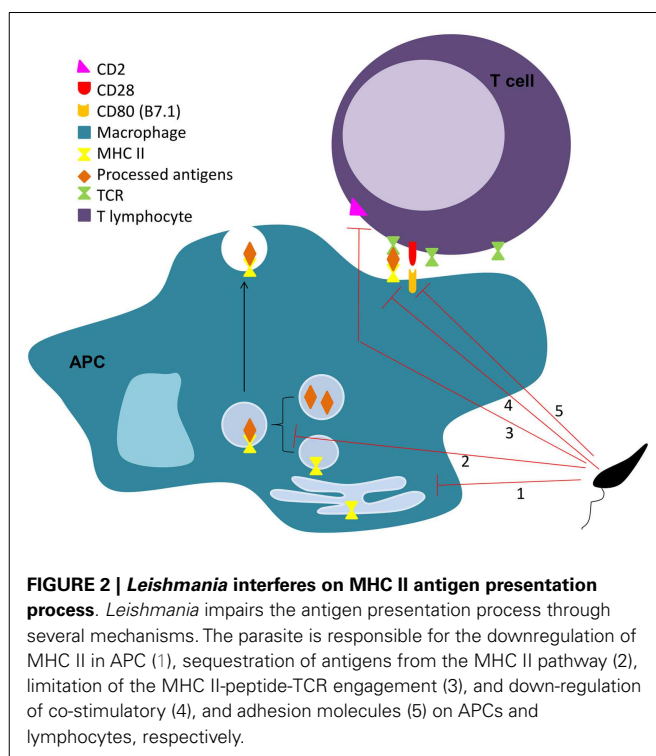 CD2
CD28
CD80 (B7.1)
Macrophage
MHC II
Processed antigens
TCR
T lymphocyte
T cell
APC
4
5
3
2
1
FIGURE 2 | Leishmania interferes on MHC II antigen presentation
process. Leishmania impairs the antigen presentation process through
several mechanisms. The parasite is responsible for the downregulation of
MHC II in APC (1), sequestration of antigens from the MHC II pathway (2),
limitation of the MHC II-peptide-TCR engagement (3), and down-regulation
of co-stimulatory (4), and adhesion molecules (5) on APCs and
lymphocytes, respectively.